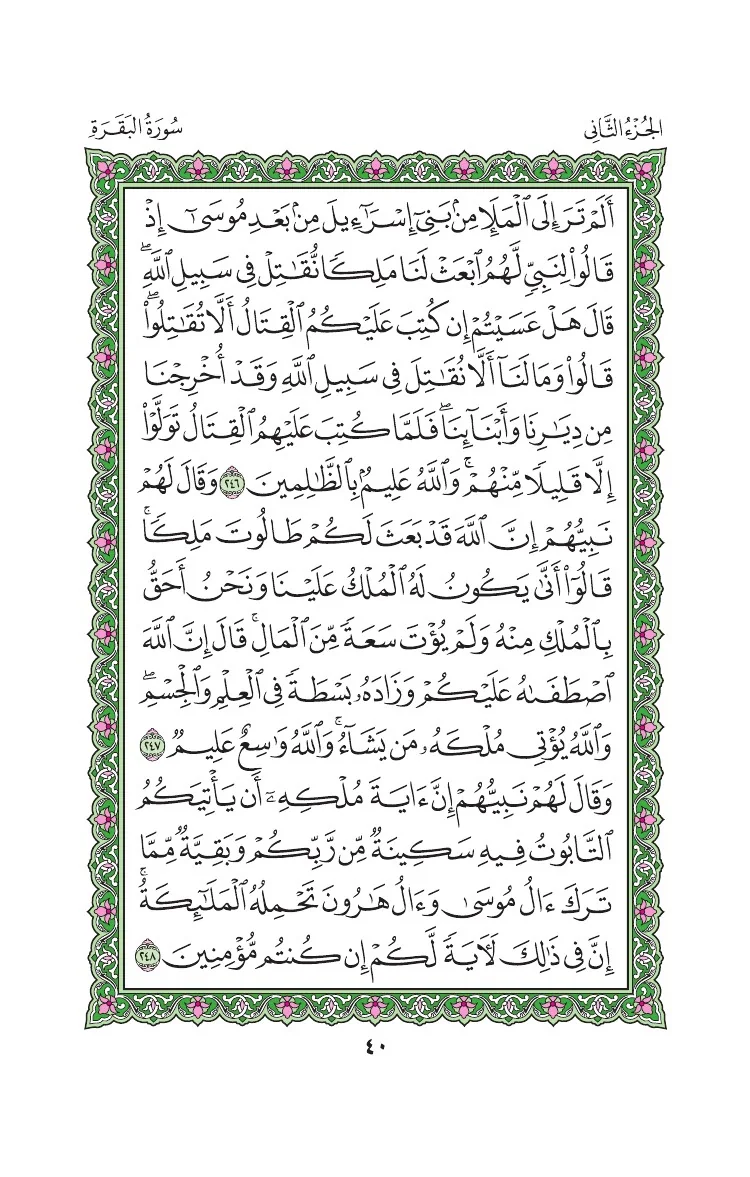 الجُزْءُ الثَّانِي
سُورَةُ البَقَرَةِ
أَلَمْ تَرَ إِلَى ٱلْمَلَإِ مِنۢ بَنِىٓ إِسْرَٰٓءِيلَ مِنۢ بَعْدِ مُوسَىٰٓ إِذْ
قَالُوا۟ لِنَبِىٍّ لَّهُمُ ٱبْعَثْ لَنَا مَلِكًا نُّقَٰتِلْ فِى سَبِيلِ ٱللَّهِۖ
قَالَ هَلْ عَسَيْتُمْ إِن كُتِبَ عَلَيْكُمُ ٱلْقِتَالُ أَلَّا تُقَٰتِلُوا۟ۖ
قَالُوا۟ وَمَا لَنَآ أَلَّا نُقَٰتِلَ فِى سَبِيلِ ٱللَّهِ وَقَدْ أُخْرِجْنَا
مِن دِيَٰرِنَا وَأَبْنَآئِنَاۖ فَلَمَّا كُتِبَ عَلَيْهِمُ ٱلْقِتَالُ تَوَلَّوْا۟
إِلَّا قَلِيلًا مِّنْهُمْۗ وَٱللَّهُ عَلِيمٌۢ بِٱلظَّٰلِمِينَ ٢٤٦ وَقَالَ لَهُمْ
نَبِيُّهُمْ إِنَّ ٱللَّهَ قَدْ بَعَثَ لَكُمْ طَالُوتَ مَلِكًاۚ
قَالُوٓا۟ أَنَّىٰ يَكُونُ لَهُ ٱلْمُلْكُ عَلَيْنَا وَنَحْنُ أَحَقُّ
بِٱلْمُلْكِ مِنْهُ وَلَمْ يُؤْتَ سَعَةً مِّنَ ٱلْمَالِۚ قَالَ إِنَّ ٱللَّهَ
ٱصْطَفَىٰهُ عَلَيْكُمْ وَزَادَهُۥ بَسْطَةً فِى ٱلْعِلْمِ وَٱلْجِسْمِۖ
وَٱللَّهُ يُؤْتِى مُلْكَهُۥ مَن يَشَآءُۚ وَٱللَّهُ وَٰسِعٌ عَلِيمٌ ٢٤٧
وَقَالَ لَهُمْ نَبِيُّهُمْ إِنَّ ءَايَةَ مُلْكِهِۦٓ أَن يَأْتِيَكُمُ
ٱلتَّابُوتُ فِيهِ سَكِينَةٌ مِّن رَّبِّكُمْ وَبَقِيَّةٌ مِّمَّا
تَرَكَ ءَالُ مُوسَىٰ وَءَالُ هَٰرُونَ تَحْمِلُهُ ٱلْمَلَٰٓئِكَةُۚ
إِنَّ فِى ذَٰلِكَ لَءَايَةً لَّكُمْ إِن كُنتُم مُّؤْمِنِينَ ٢٤٨
٤٠